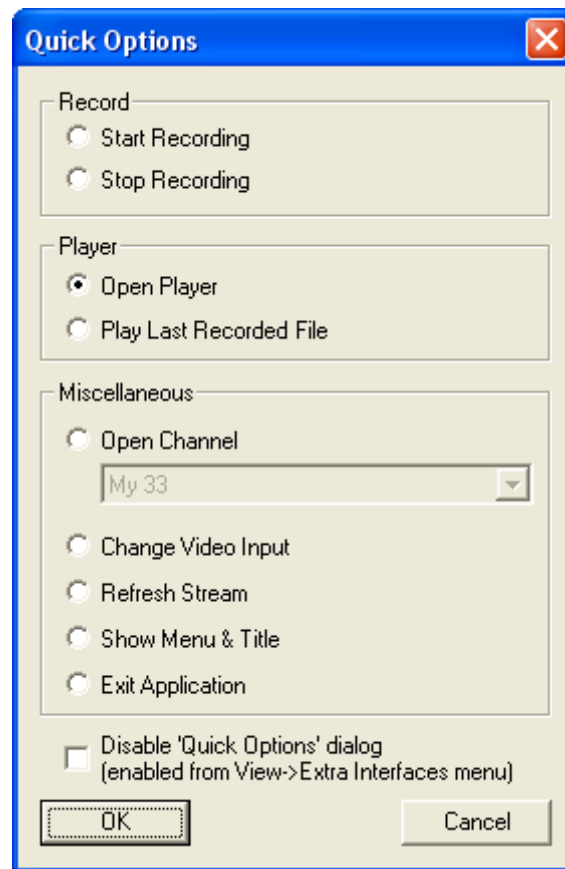 Quick Options
Record
Start Recording
Stop Recording
Player
Open Player
Play Last Recorded File
Miscellaneous
Open Channel
My 33
Change Video Input
Refresh Stream
Show Menu & Title
Exit Application
Disable 'Quick Options' dialog
(enabled from View->Extra Interfaces menu)
OK
Cancel